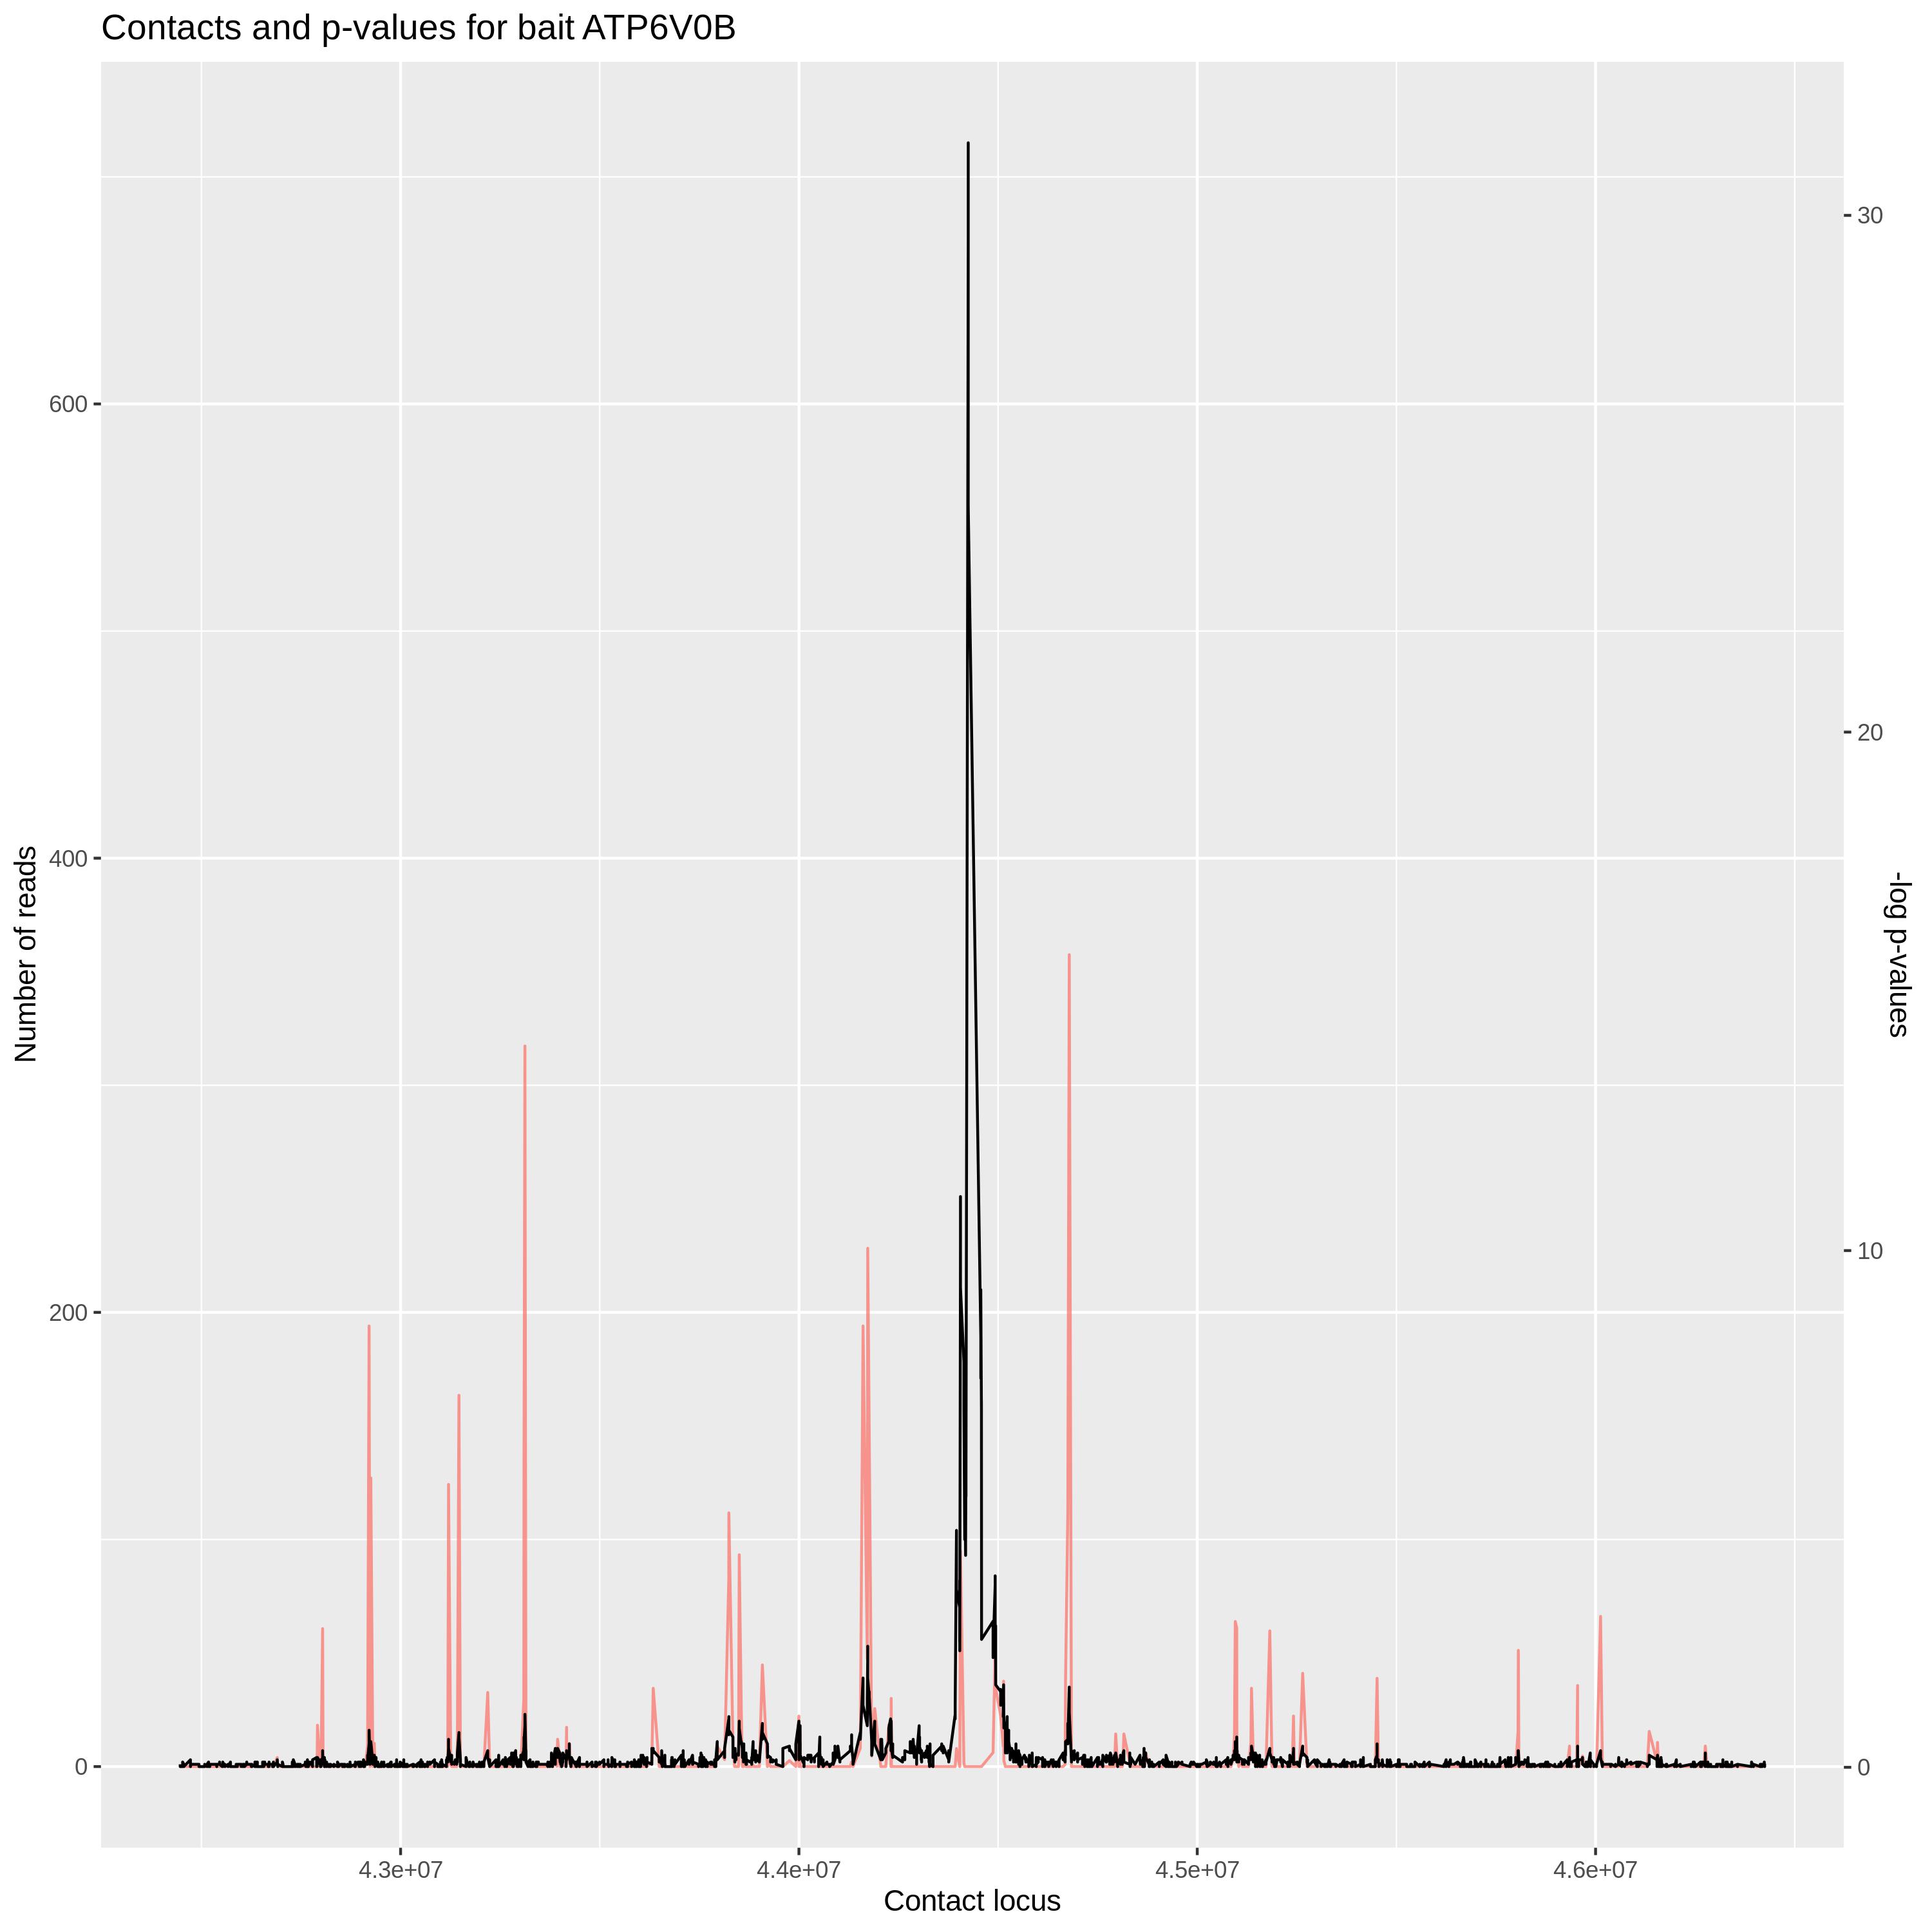 Contacts and p-values for bait ATP6V0B
Number of reads
600
400
200
0
30
20
10
0
-log p-values
4.3e+07 4.4e+07 4.5e+07 4.6e+07
Contact locus